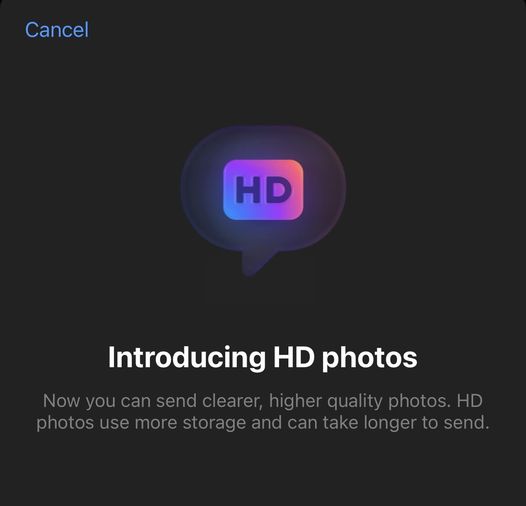 Cancel
HD
Introducing HD photos
Now you can send clearer, higher quality photos. HD
photos use more storage and can take longer to send.